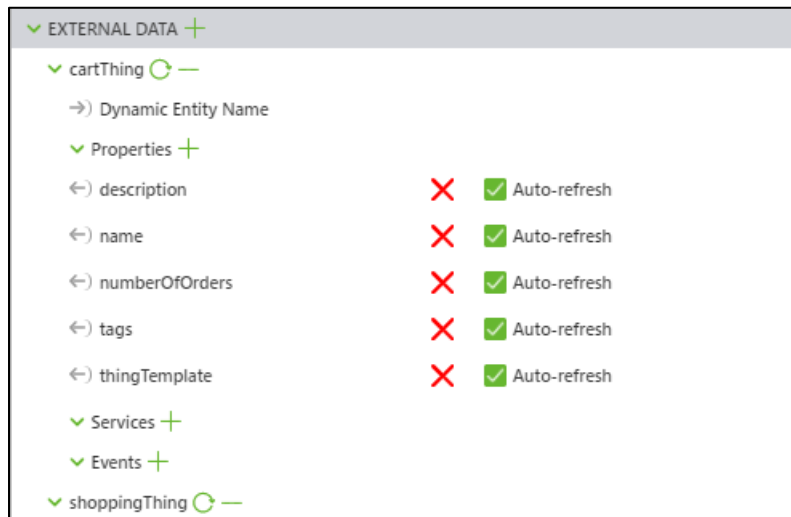 EXTERNAL DATA
cartThing
Dynamic Entity Name
Properties
description Auto-refresh
name Auto-refresh
numberOfOrders Auto-refresh
tags Auto-refresh
thingTemplate Auto-refresh
Services
Events
shoppingThing